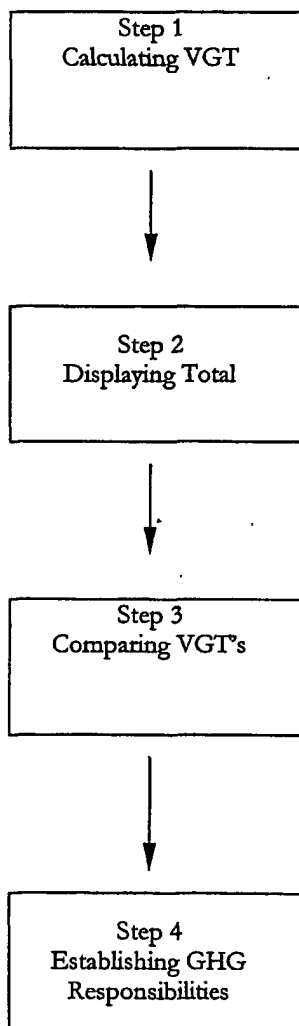 Step 1
Calculating VGT
Step 2
Displaying Total
Step 3
Comparing VGT's
Step 4
Establishing GHG
Responsibilities